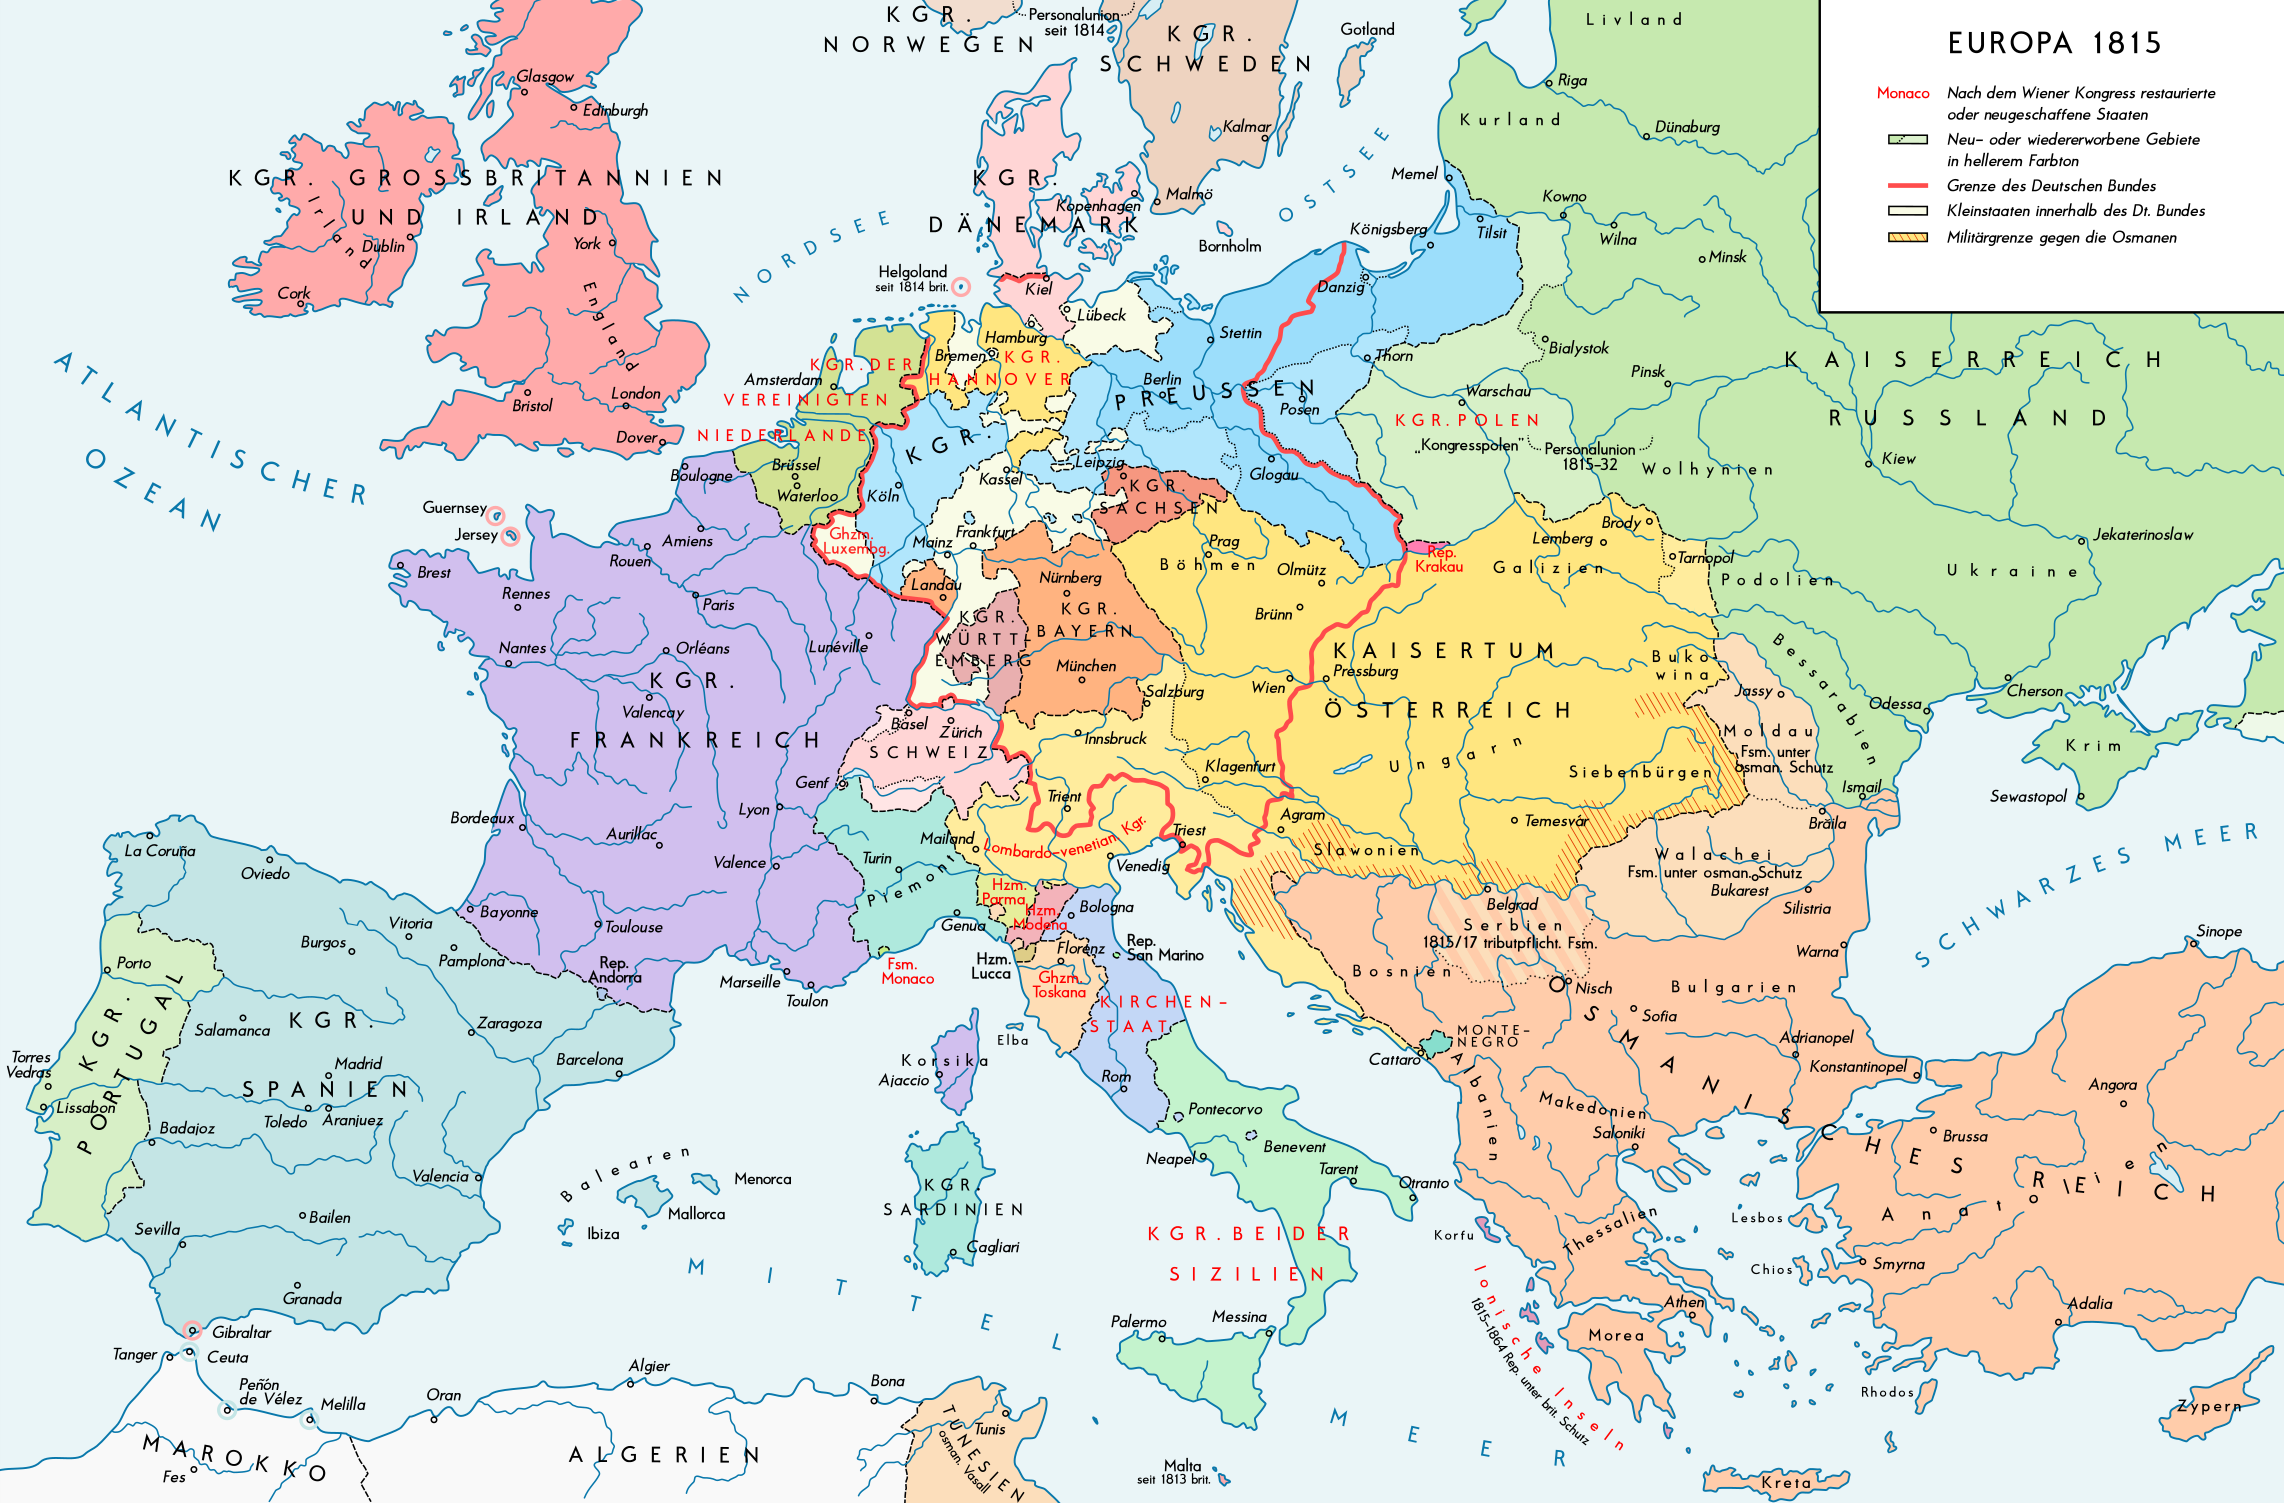 EUROPA 1815
Monaco
Nach dem Wiener Kongress restaurierte
oder neugeschaffene Staaten
Neu- oder wiedererworbene Gebiete
in hellerem Farbton
Grenze des Deutschen Bundes
Kleinstaaten innerhalb des Dt. Bundes
Militärgrenze gegen die Osmanen
KGR.
NORWEGEN
Personalunion
seit 1814
KGR.
SCHWEDEN
Gotland
Kalmar
Malmö
Livland
Riga
Kurland
Dünaburg
Memel
Kowno
Wilna
Minsk
Tilsit
Königsberg
OSTSEE
Bornholm
NORDSEE
KGR.
DÄNEMARK
Kopenhagen
Helgoland
seit 1814 brit.
Kiel
Lübeck
Glasgow
Edinburgh
KGR. GROSSBRITANNIEN
UND IRLAND
Irland
Dublin
Cork
York
England
Bristol
London
Dover
ATLANTISCHER
OZEAN
Guernsey
Jersey
KGR. DER
VEREINIGTEN
NIEDERLANDE
Amsterdam
Brüssel
Waterloo
Ghzm.
Luxembg.
Hamburg
Bremen
KGR.
HANNOVER
KGR.
PREUSSEN
Berlin
Stettin
Danzig
Thorn
Posen
Glogau
Köln
Kassel
Leipzig
KGR.
SACHSEN
Frankfurt
Mainz
Landau
Nürnberg
KGR.
BAYERN
München
KGR.
WÜRTT-
EMBERG
Bialystok
Warschau
KGR. POLEN
„Kongresspolen"
Personalunion
1815-32
Pinsk
Wolhynien
KAISERREICH
RUSSLAND
Kiew
Jekaterinoslaw
Ukraine
Podolien
Bessarabien
Cherson
Odessa
Krim
Sewastopol
Ismail
Rep.
Krakau
Brody
Lemberg
Tarnopol
Galizien
Prag
Böhmen
Olmütz
Brünn
KAISERTUM
ÖSTERREICH
Wien
Pressburg
Buko-
wina
Salzburg
Innsbruck
Klagenfurt
Ungarn
Siebenbürgen
Temesvár
Agram
Slawonien
Trient
Triest
Venedig
Mailand
Lombardo-venetian. Kgr.
Jassy
Moldau
Fsm. unter
osman. Schutz
Brăila
Walachei
Fsm. unter osman. Schutz
Bukarest
Silistria
Warna
SCHWARZES MEER
Sinope
Boulogne
Amiens
Rouen
Brest
Rennes
Paris
Nantes
Orléans
Lunéville
KGR.
FRANKREICH
Valencay
Bordeaux
Aurillac
Lyon
Valence
Bayonne
Toulouse
Marseille
Toulon
Rep.
Andorra
Basel
Zürich
SCHWEIZ
Genf
Turin
Piemont
Genua
Hzm.
Parma
Hzm.
Modena
Bologna
Fsm.
Monaco
Hzm.
Lucca
Florenz
Ghzm.
Toskana
Rep.
San Marino
KIRCHEN-
STAAT
Rom
Elba
Korsika
Ajaccio
KGR.
SARDINIEN
Cagliari
Pontecorvo
Benevent
Neapel
Tarent
Otranto
KGR. BEIDER
SIZILIEN
Palermo
Messina
Malta
seit 1813 brit.
La Coruña
Oviedo
Vitoria
Burgos
Pamplona
Porto
KGR.
PORTUGAL
Torres
Vedras
Lissabon
Salamanca
KGR.
SPANIEN
Zaragoza
Barcelona
Madrid
Toledo
Aranjuez
Badajoz
Valencia
Bailen
Sevilla
Granada
Balearen
Menorca
Mallorca
Ibiza
Gibraltar
Tanger
Ceuta
Peñón
de Vélez
Melilla
Oran
Algier
Bona
Tunis
MAROKKO
Fes
ALGERIEN
TUNESIEN
osman. Vasall
MITTELMEER
Belgrad
Serbien
1815/17 tributpflicht. Fsm.
Bosnien
Nisch
Bulgarien
Sofia
MONTE-
NEGRO
Cattaro
Albanien
Adrianopel
Konstantinopel
Makedonien
Saloniki
OSMANISCHES REICH
Angora
Brussa
Anatolien
Lesbos
Chios
Smyrna
Adalia
Korfu
Thessalien
Athen
Morea
Ionische Inseln
1815-1864 Rep. unter brit. Schutz
Rhodos
Zypern
Kreta